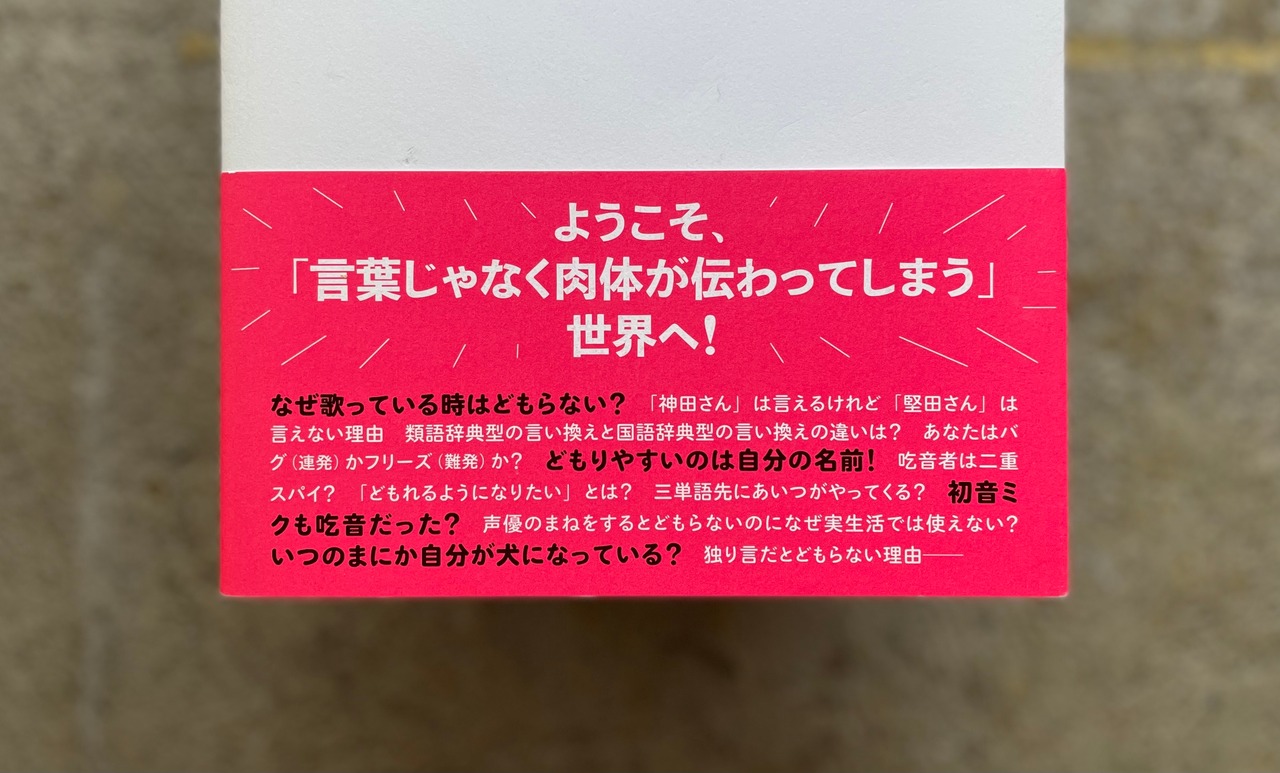 ようこそ、
「言葉じゃなく肉体が伝わってしまう」
世界へ!
なぜ歌っている時はどもらない? 「神田さん」は言えるけれど「堅田さん」は
言えない理由 類語辞典型の言い換えと国語辞典型の言い換えの違いは? あなたはバ
グ(連発)かフリーズ(難発)か? どもりやすいのは自分の名前! 吃音者は二重
スパイ? 「どもれるようになりたい」とは? 三単語先にあいつがやってくる? 初音ミ
クも吃音だった? 声優のまねをするとどもらないのになぜ実生活では使えない?
いつのまにか自分が犬になっている? 独り言だとどもらない理由――